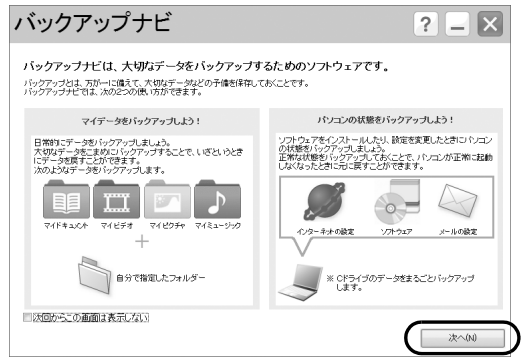 バックアップナビ
?
バックアップナビは、大切なデータをバックアップするためのソフトウェアです。
バックアップとは、万が一に備えて、大切なデータなどの予備を保存しておくことです。
バックアップナビでは、次の2つの使い方ができます。
マイデータをバックアップしよう!
日常的にデータをバックアップしましょう。
大切なデータをこまめにバックアップすることで、いざというとき
にデータを戻すことができます。
次のようなデータをバックアップします。
マイドキュメント マイビデオ マイピクチャ マイミュージック
+
自分で指定したフォルダー
パソコンの状態をバックアップしよう!
ソフトウェアをインストールしたり、設定を変更したときにパソコン
の状態をバックアップしましょう。
正常な状態をバックアップしておくことで、パソコンが正常に起動
しなくなったときに元に戻すことができます。
インターネットの設定 ソフトウェア メールの設定
※ Cドライブのデータをまるごとバックアップ
します。
次回からこの画面は表示しない
次へ(N)